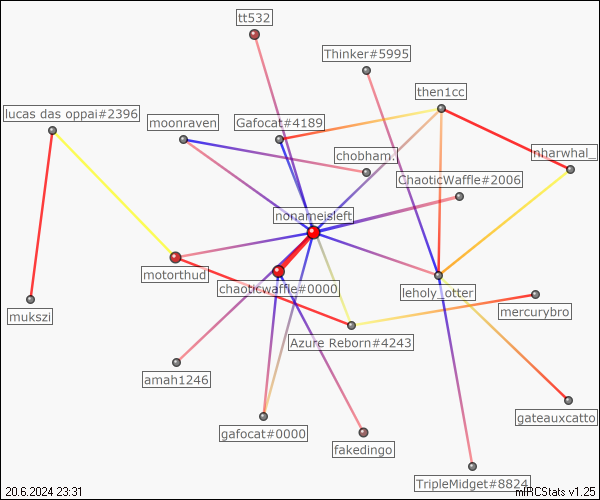 tt532
Thinker#5995
then1cc
lucas das oppai#2396
moonraven
Gafocat#4189
chobham.
nharwhal_
ChaoticWaffle#2006
nonameisleft
motorthud
chaoticwaffle#0000
leholy_otter
mukszi
mercurybro
Azure Reborn#4243
amah1246
gateauxcatto
gafocat#0000
fakedingo
TripleMidget#8824
20.6.2024 23:31
mIRCStats v1.25